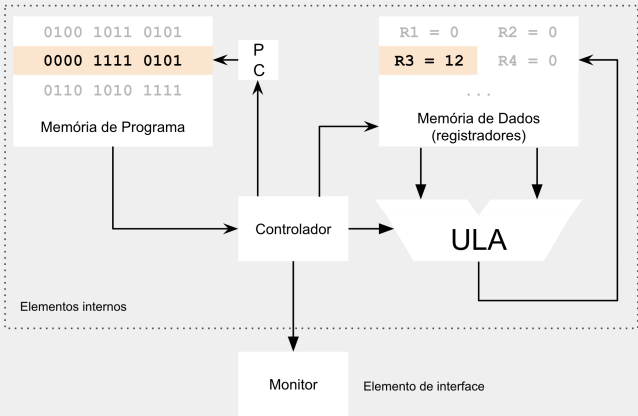 0100 1011 0101
0000 1111 0101
0110 1010 1111
Memória de Programa
P
C
R1 = 0 R2 = 0
R3 = 12 R4 = 0
...
Memória de Dados
(registradores)
Controlador
ULA
Elementos internos
Monitor
Elemento de interface